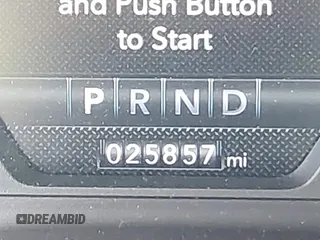 and Push Button
to Start
P R N D
025857 mi
DREAMBID